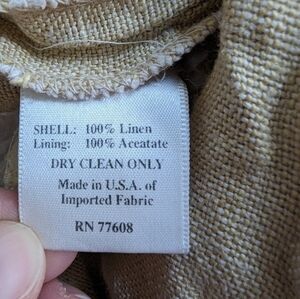 SHELL: 100% Linen
Lining: 100% Aceatate
DRY CLEAN ONLY
Made in U.S.A. of
Imported Fabric
RN 77608